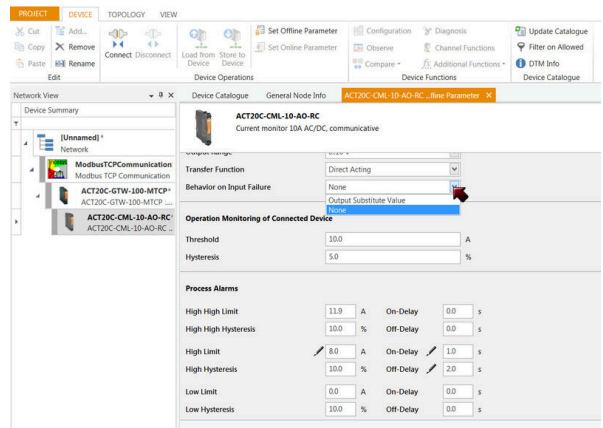 PROJECT DEVICE TOPOLOGY VIEW
Cut Add... Set Offline Parameter Configuration Diagnosis Update Catalogue
Copy Remove Connect Disconnect Load from Device Store to Device Set Online Parameter Observe Channel Functions Filter on Allowed
Paste Rename Compare Additional Functions DTM Info
Edit Device Operations Device Functions Device Catalogue
Network View Device Catalogue General Node Info ACT20C-CML-10-AO-RC ...fline Parameter
Device Summary
ACT20C-CML-10-AO-RC
Current monitor 10A AC/DC, communicative
[Unnamed]*
Network
ModbusTCPCommunication
Modbus TCP Communication
ACT20C-GTW-100-MTCP*
ACT20C-GTW-100-MTCP ....
ACT20C-CML-10-AO-RC*
ACT20C-CML-10-AO-RC ..
Output Range 0..10 V
Transfer Function Direct Acting
Behavior on Input Failure None
Output Substitute Value
None
Operation Monitoring of Connected Device
Threshold 10.0 A
Hysteresis 5.0 %
Process Alarms
High High Limit 11.9 A On-Delay 0.0 s
High High Hysteresis 10.0 % Off-Delay 0.0 s
High Limit 8.0 A On-Delay 1.0 s
High Hysteresis 10.0 % Off-Delay 2.0 s
Low Limit 0.0 A On-Delay 0.0 s
Low Hysteresis 10.0 % Off-Delay 0.0 s